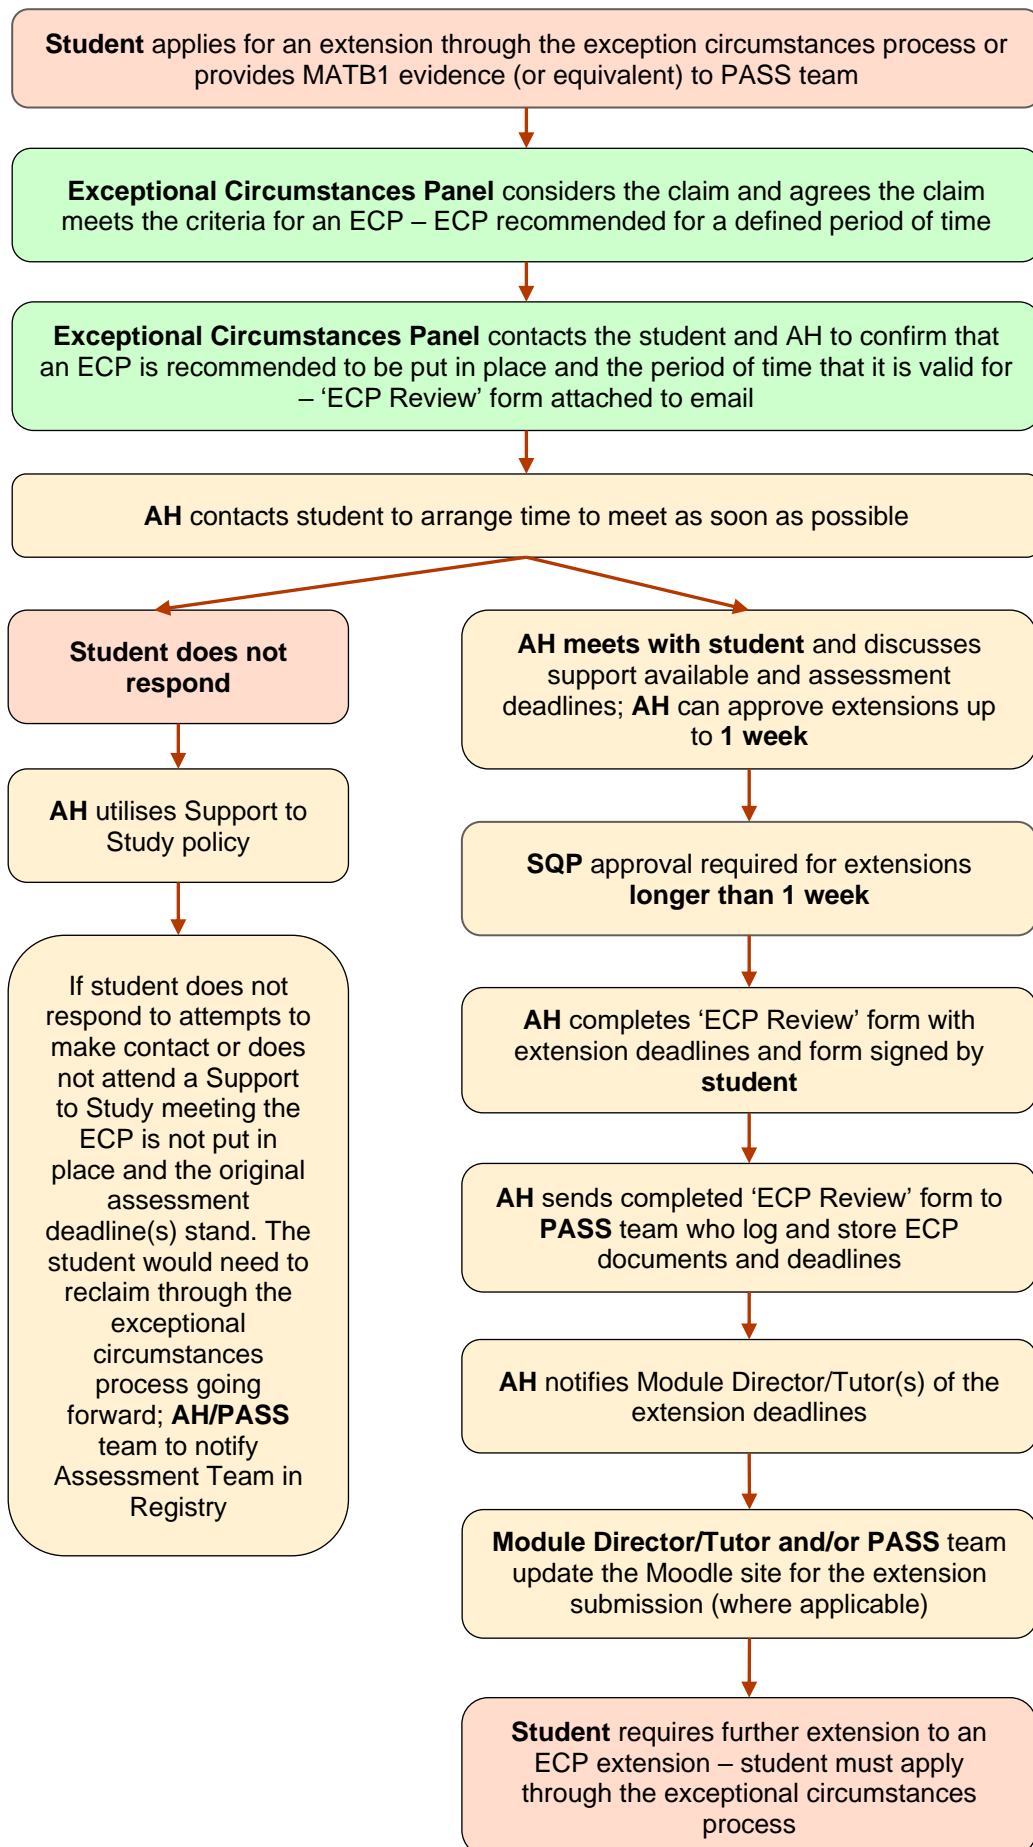 Student applies for an extension through the exception circumstances process or
provides MATB1 evidence (or equivalent) to PASS team
Exceptional Circumstances Panel considers the claim and agrees the claim
meets the criteria for an ECP – ECP recommended for a defined period of time
Exceptional Circumstances Panel contacts the student and AH to confirm that
an ECP is recommended to be put in place and the period of time that it is valid for
– ‘ECP Review’ form attached to email
AH contacts student to arrange time to meet as soon as possible
Student does not
respond
AH utilises Support to
Study policy
If student does not
respond to attempts to
make contact or does
not attend a Support
to Study meeting the
ECP is not put in
place and the original
assessment
deadline(s) stand. The
student would need to
reclaim through the
exceptional
circumstances
process going
forward; AH/PASS
team to notify
Assessment Team in
Registry
AH meets with student and discusses
support available and assessment
deadlines; AH can approve extensions up
to 1 week
SQP approval required for extensions
longer than 1 week
AH completes ‘ECP Review’ form with
extension deadlines and form signed by
student
AH sends completed ‘ECP Review’ form to
PASS team who log and store ECP
documents and deadlines
AH notifies Module Director/Tutor(s) of the
extension deadlines
Module Director/Tutor and/or PASS team
update the Moodle site for the extension
submission (where applicable)
Student requires further extension to an
ECP extension – student must apply
through the exceptional circumstances
process